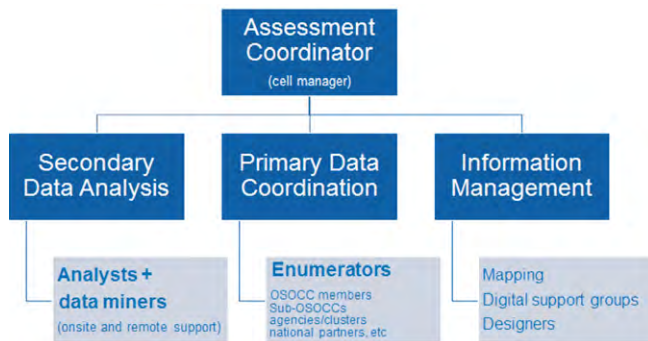 Assessment
Coordinator
(cell manager)
Secondary
Data Analysis
Primary Data
Coordination
Information
Management
Analysts +
data miners
(onsite and remote support)
Enumerators
OSOCC members
Sub-OSOCCs
agencies/clusters
national partners, etc
Mapping
Digital support groups
Designers